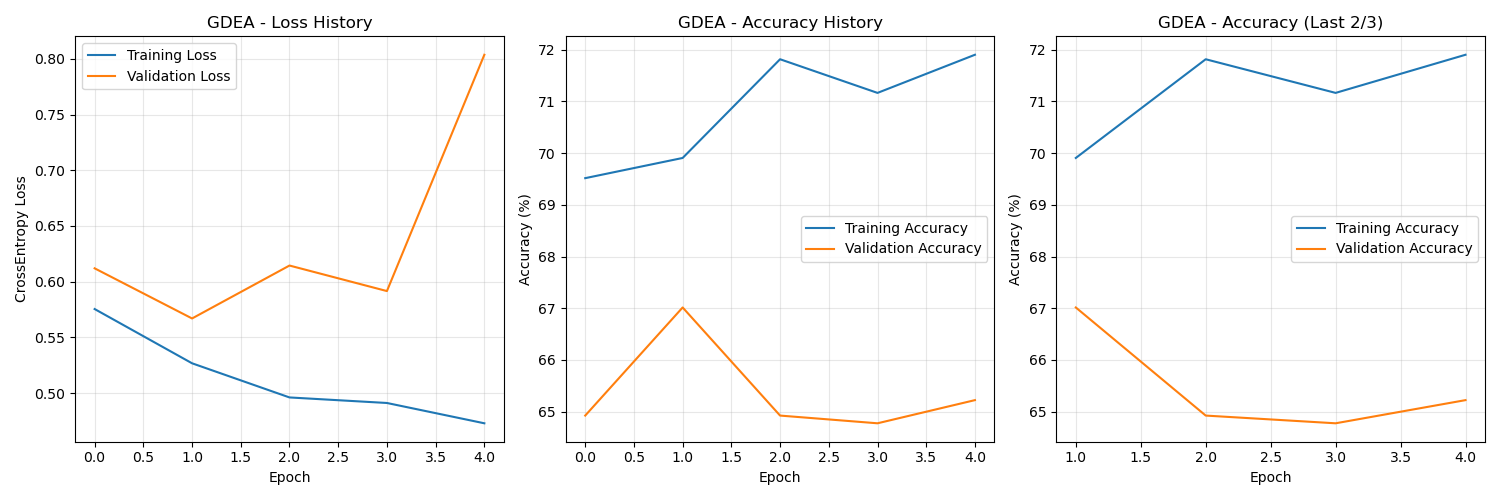 GDEA - Loss History
Training Loss
Validation Loss
CrossEntropy Loss
0.80
0.75
0.70
0.65
0.60
0.55
0.50
0.0 0.5 1.0 1.5 2.0 2.5 3.0 3.5 4.0
Epoch
GDEA - Accuracy History
Training Accuracy
Validation Accuracy
Accuracy (%)
72
71
70
69
68
67
66
65
0.0 0.5 1.0 1.5 2.0 2.5 3.0 3.5 4.0
Epoch
GDEA - Accuracy (Last 2/3)
Training Accuracy
Validation Accuracy
Accuracy (%)
72
71
70
69
68
67
66
65
1.0 1.5 2.0 2.5 3.0 3.5 4.0
Epoch